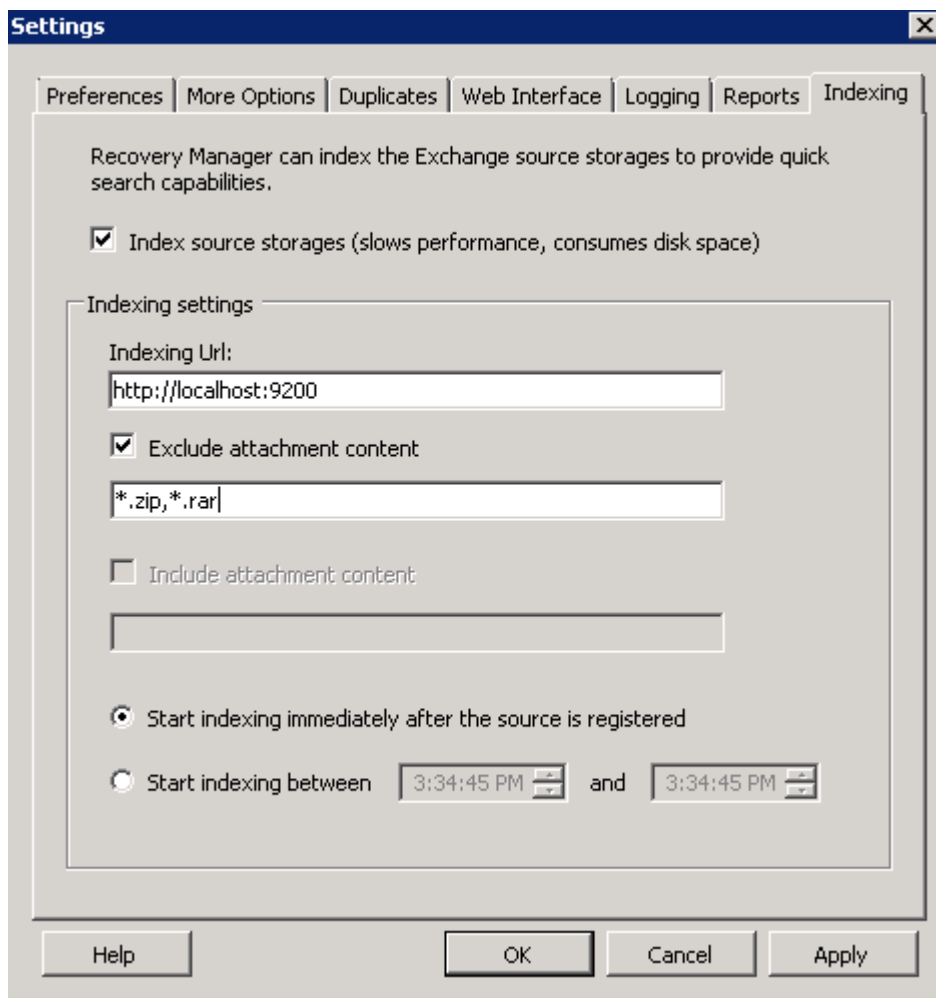 Settings
Preferences More Options Duplicates Web Interface Logging Reports Indexing
Recovery Manager can index the Exchange source storages to provide quick
search capabilities.
Index source storages (slows performance, consumes disk space)
Indexing settings
Indexing Url:
http://localhost:9200
Exclude attachment content
*.zip,*.rar
Include attachment content
Start indexing immediately after the source is registered
Start indexing between 3:34:45 PM and 3:34:45 PM
Help OK Cancel Apply